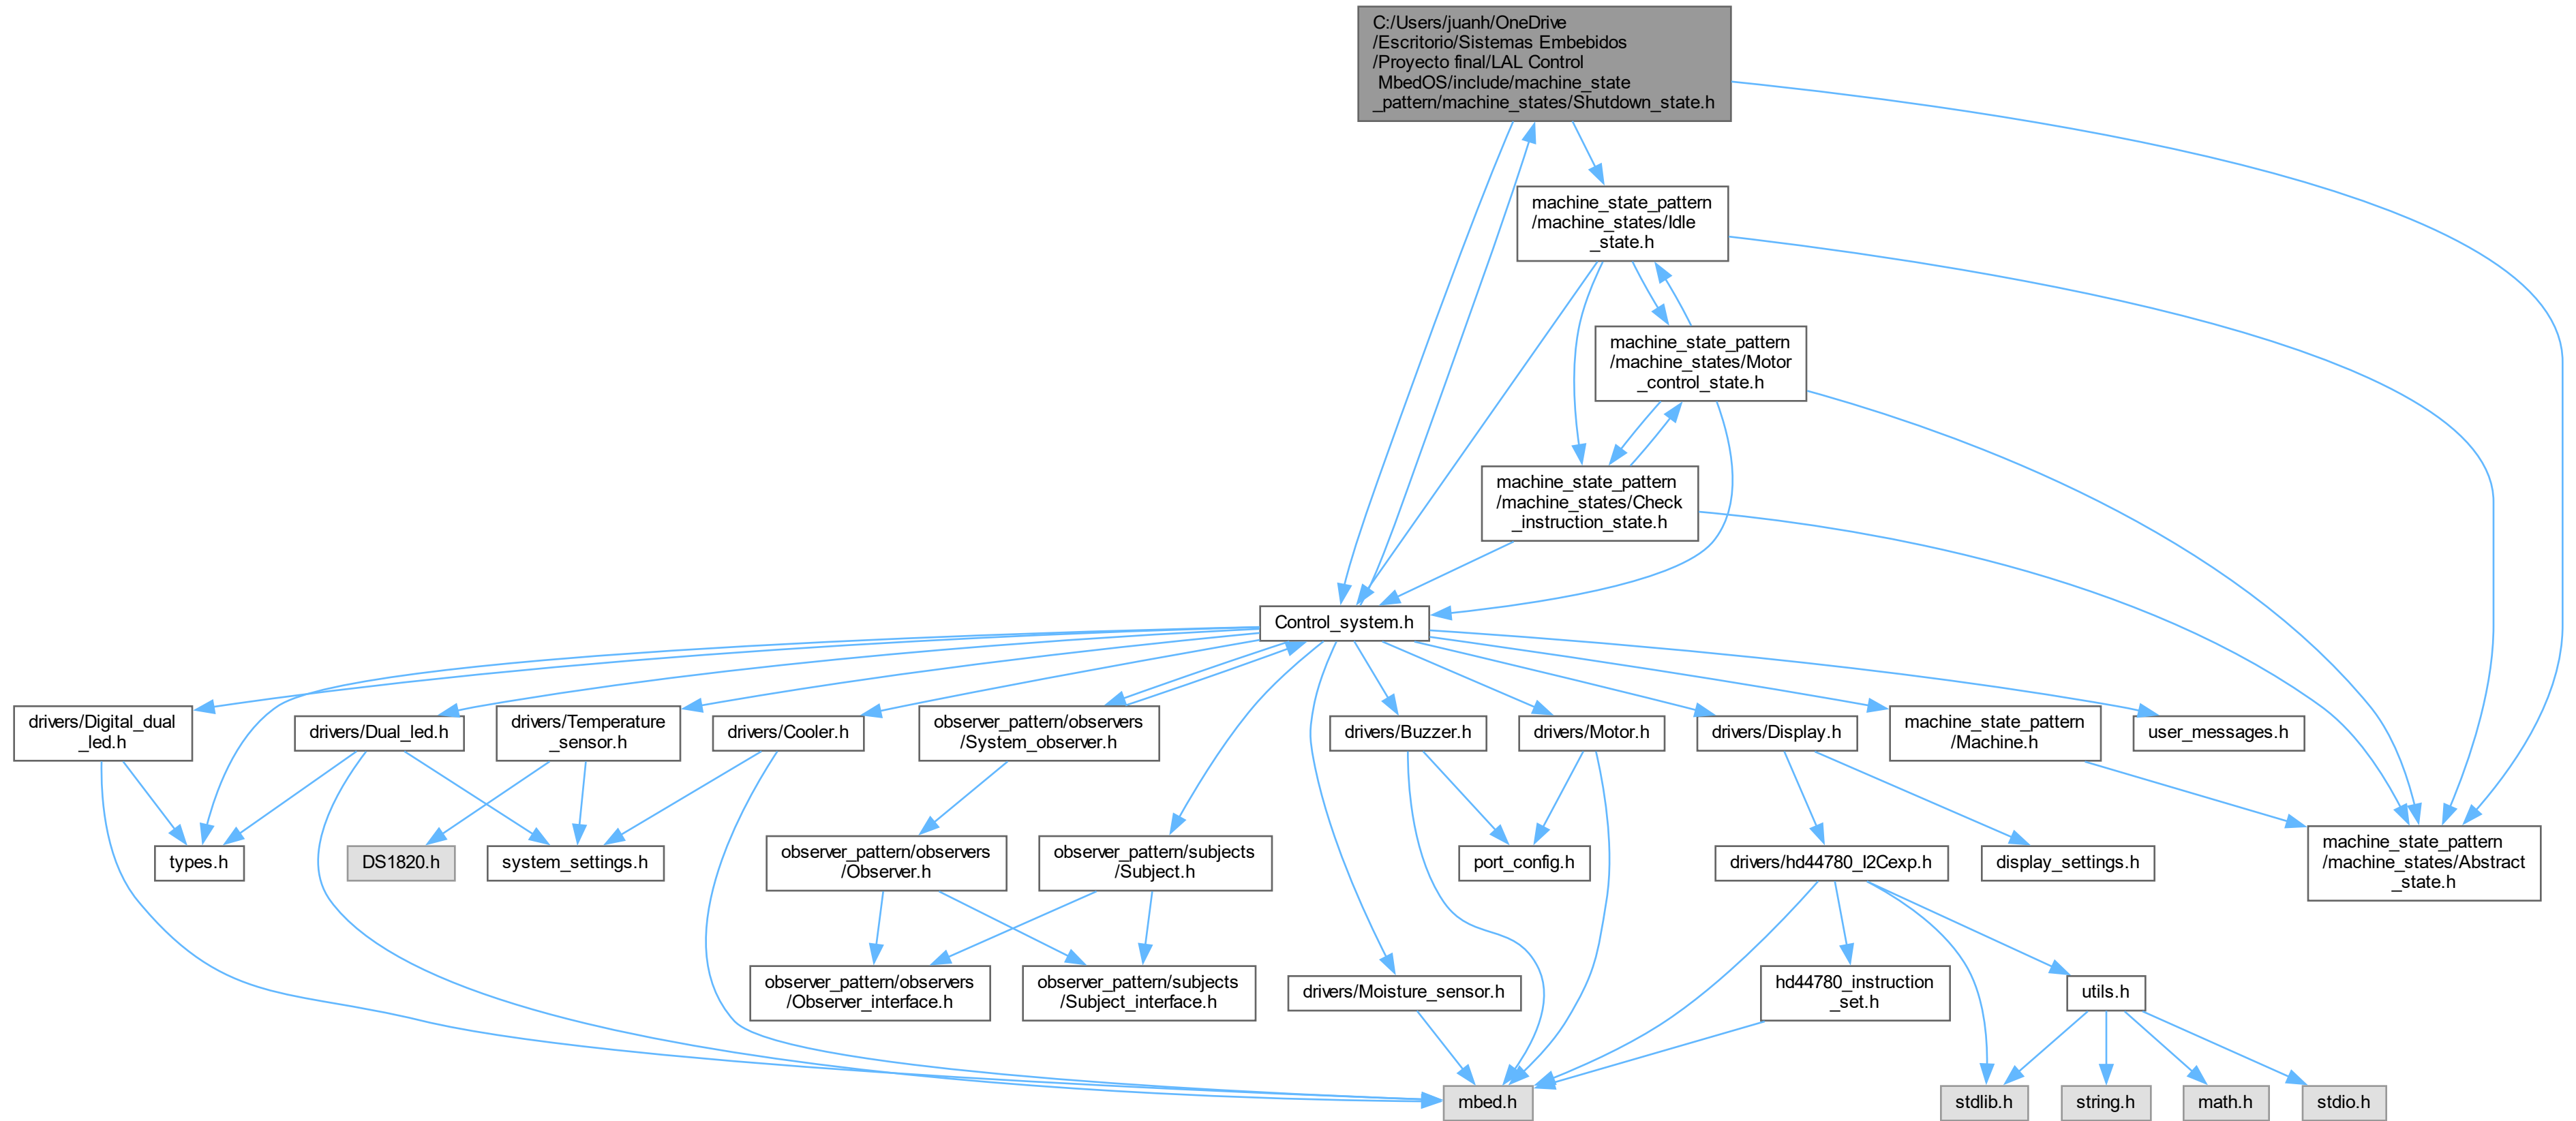 C:/Users/juanh/OneDrive
/Escritorio/Sistemas Embebidos
/Proyecto final/LAL Control
MbedOS/include/machine_state
_pattern/machine_states/Shutdown_state.h
machine_state_pattern
/machine_states/Idle
_state.h
machine_state_pattern
/machine_states/Motor
_control_state.h
machine_state_pattern
/machine_states/Check
_instruction_state.h
Control_system.h
drivers/Digital_dual
_led.h
drivers/Dual_led.h
drivers/Temperature
_sensor.h
drivers/Cooler.h
observer_pattern/observers
/System_observer.h
drivers/Buzzer.h
drivers/Motor.h
drivers/Display.h
machine_state_pattern
/Machine.h
user_messages.h
types.h
DS1820.h
system_settings.h
observer_pattern/observers
/Observer.h
observer_pattern/subjects
/Subject.h
port_config.h
drivers/hd44780_I2Cexp.h
display_settings.h
machine_state_pattern
/machine_states/Abstract
_state.h
observer_pattern/observers
/Observer_interface.h
observer_pattern/subjects
/Subject_interface.h
drivers/Moisture_sensor.h
hd44780_instruction
_set.h
utils.h
mbed.h
stdlib.h
string.h
math.h
stdio.h